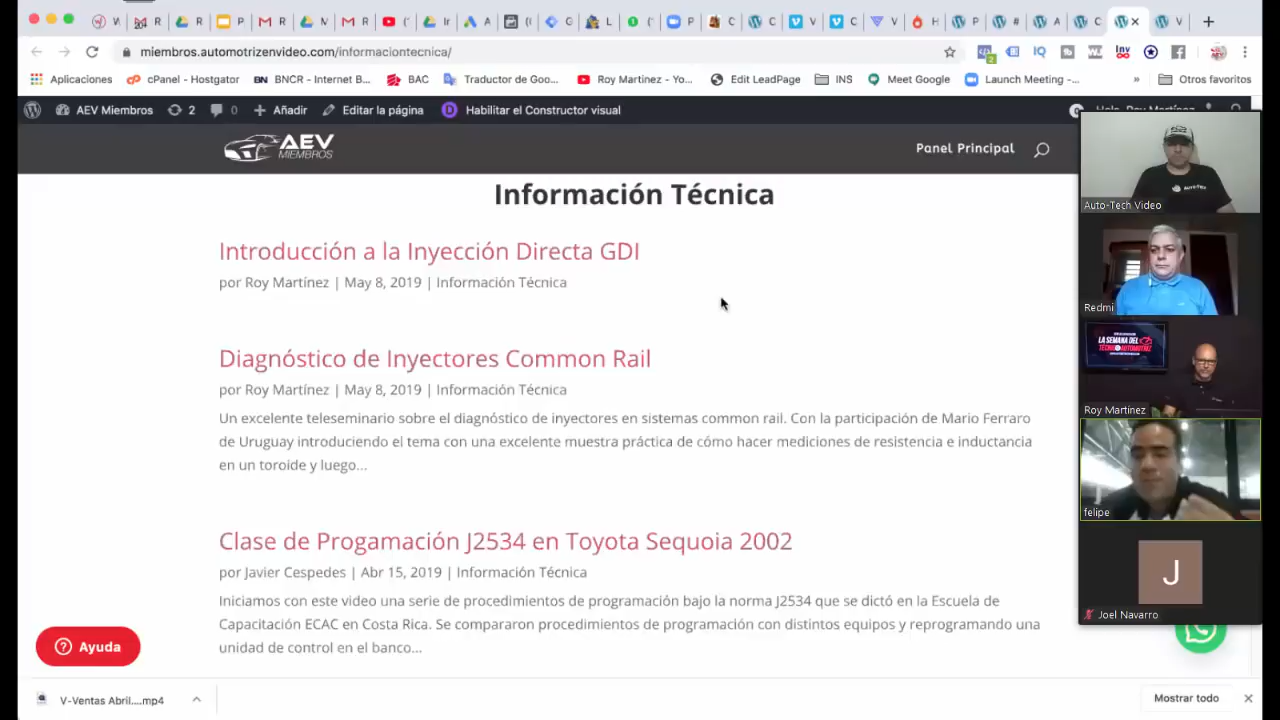 miembros.automotrizenvideo.com/informaciontecnica/
Aplicaciones cPanel - Hostgator BNCR - Internet B... BAC Traductor de Goo... Roy Martinez - Yo... Edit LeadPage INS Meet Google Launch Meeting -... » Otros favoritos
AEV Miembros 2 0 Añadir Editar la página Habilitar el Constructor visual
AEV
MIEMBROS
Panel Principal
Información Técnica
Introducción a la Inyección Directa GDI
por Roy Martínez | May 8, 2019 | Información Técnica
Diagnóstico de Inyectores Common Rail
por Roy Martínez | May 8, 2019 | Información Técnica
Un excelente teleseminario sobre el diagnóstico de inyectores en sistemas common rail. Con la participación de Mario Ferraro
de Uruguay introduciendo el tema con una excelente muestra práctica de cómo hacer mediciones de resistencia e inductancia
en un toroide y luego...
Clase de Progamación J2534 en Toyota Sequoia 2002
por Javier Cespedes | Abr 15, 2019 | Información Técnica
Iniciamos con este video una serie de procedimientos de programación bajo la norma J2534 que se dictó en la Escuela de
Capacitación ECAC en Costa Rica. Se compararon procedimientos de programación con distintos equipos y reprogramando una
unidad de control en el banco...
Auto-Tech Video
Redmi
LA SEMANA DEL
Roy Martinez
felipe
J
Joel Navarro
Ayuda
V-Ventas Abril....mp4
Mostrar todo